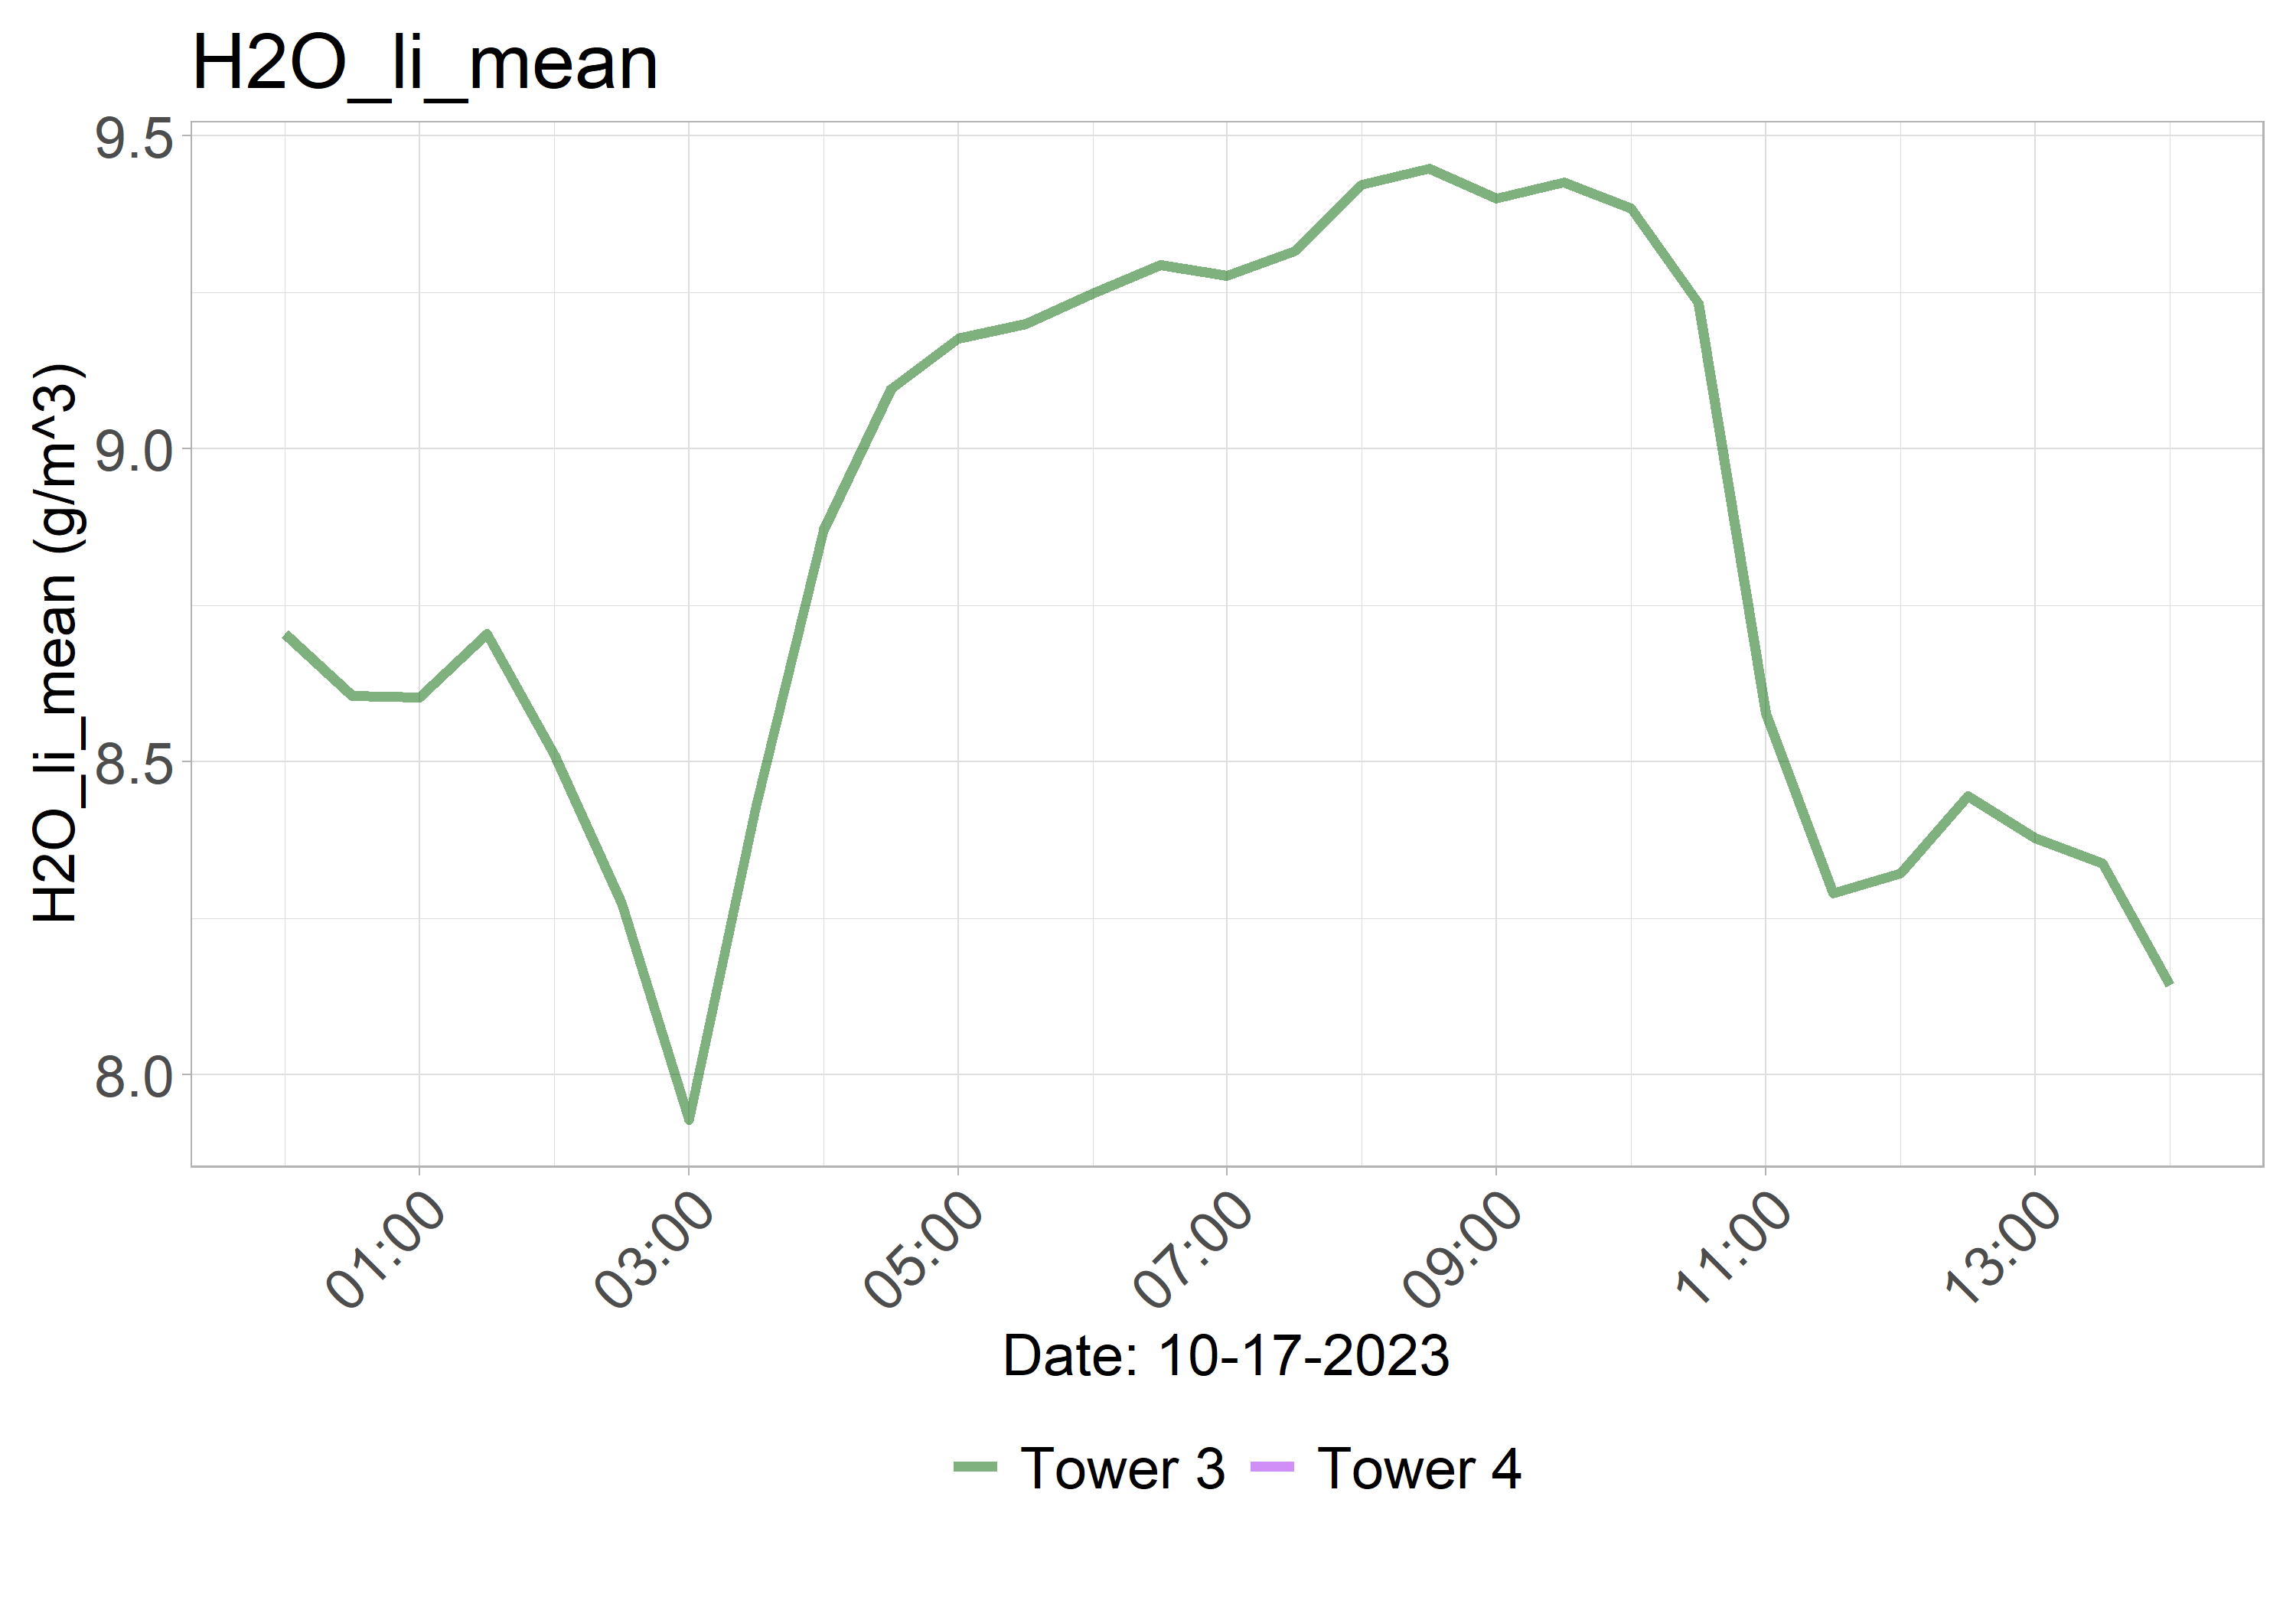 H2O_li_mean
H2O_li_mean (g/m^3)
9.5
9.0
8.5
8.0
01:00
03:00
05:00
07:00
09:00
11:00
13:00
Date: 10-17-2023
Tower 3
Tower 4